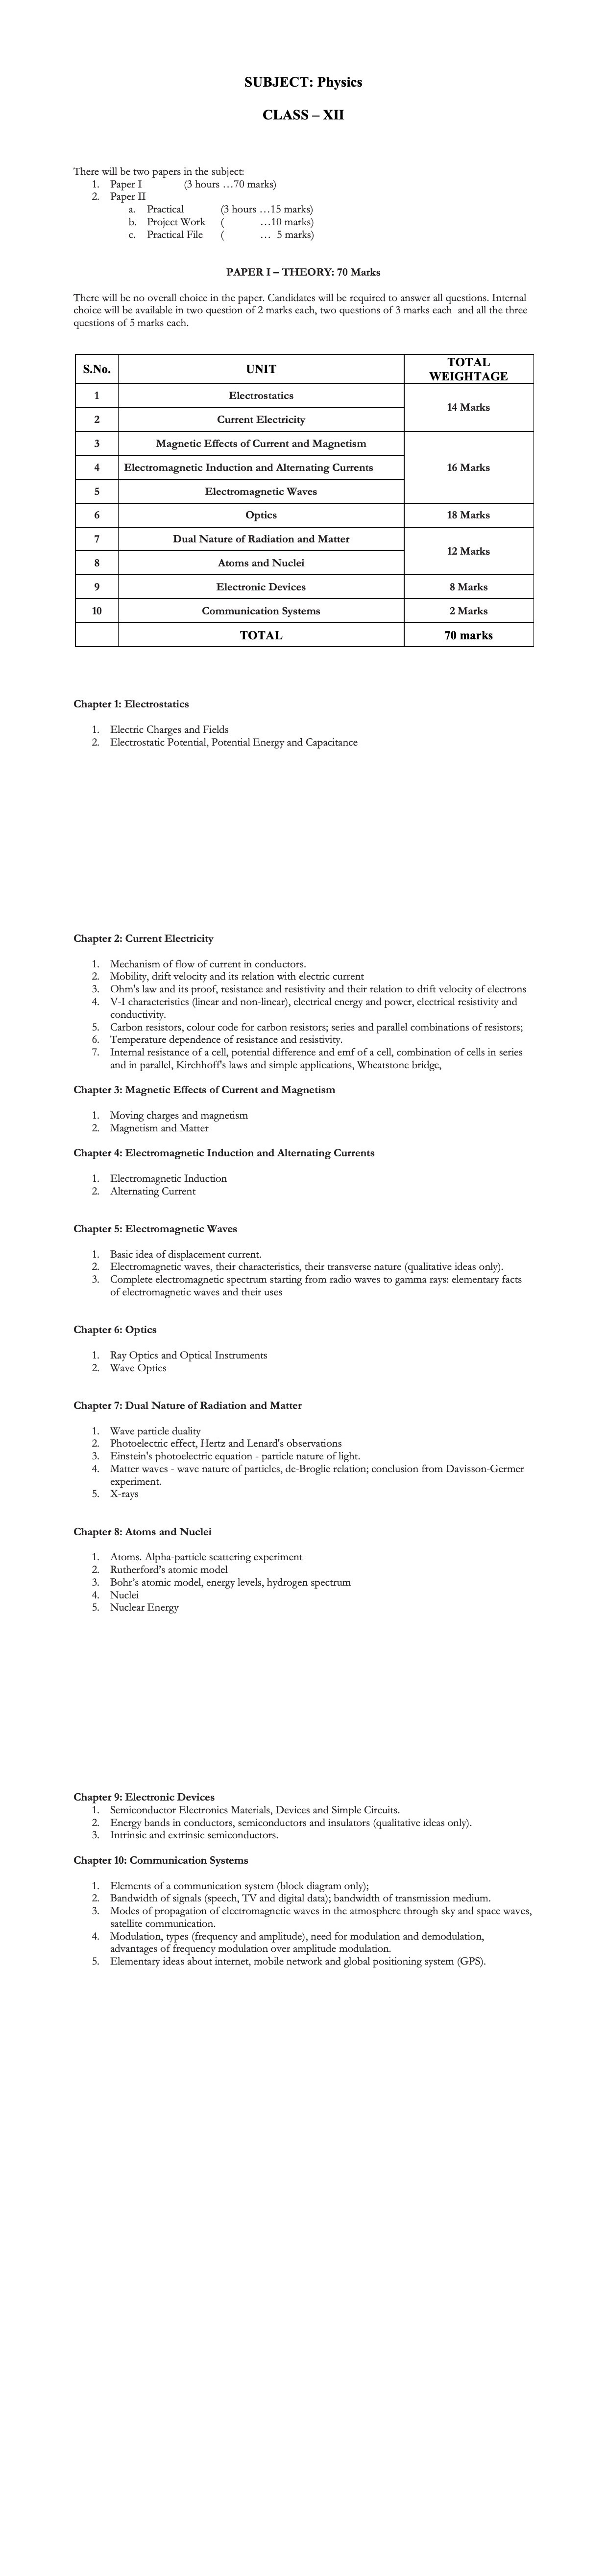 SUBJECT: Physics
CLASS – XII
There will be two papers in the subject:
1. Paper I (3 hours …70 marks)
2. Paper II
a. Practical (3 hours …15 marks)
b. Project Work ( …10 marks)
c. Practical File ( … 5 marks)
PAPER I – THEORY: 70 Marks
There will be no overall choice in the paper. Candidates will be required to answer all questions. Internal
choice will be available in two question of 2 marks each, two questions of 3 marks each and all the three
questions of 5 marks each.
S.No. UNIT TOTAL WEIGHTAGE
1 Electrostatics 14 Marks
2 Current Electricity
3 Magnetic Effects of Current and Magnetism 16 Marks
4 Electromagnetic Induction and Alternating Currents
5 Electromagnetic Waves
6 Optics 18 Marks
7 Dual Nature of Radiation and Matter 12 Marks
8 Atoms and Nuclei
9 Electronic Devices 8 Marks
10 Communication Systems 2 Marks
TOTAL 70 marks
Chapter 1: Electrostatics
1. Electric Charges and Fields
2. Electrostatic Potential, Potential Energy and Capacitance
Chapter 2: Current Electricity
1. Mechanism of flow of current in conductors.
2. Mobility, drift velocity and its relation with electric current
3. Ohm's law and its proof, resistance and resistivity and their relation to drift velocity of electrons
4. V-I characteristics (linear and non-linear), electrical energy and power, electrical resistivity and
conductivity.
5. Carbon resistors, colour code for carbon resistors; series and parallel combinations of resistors;
6. Temperature dependence of resistance and resistivity.
7. Internal resistance of a cell, potential difference and emf of a cell, combination of cells in series
and in parallel, Kirchhoff's laws and simple applications, Wheatstone bridge,
Chapter 3: Magnetic Effects of Current and Magnetism
1. Moving charges and magnetism
2. Magnetism and Matter
Chapter 4: Electromagnetic Induction and Alternating Currents
1. Electromagnetic Induction
2. Alternating Current
Chapter 5: Electromagnetic Waves
1. Basic idea of displacement current.
2. Electromagnetic waves, their characteristics, their transverse nature (qualitative ideas only).
3. Complete electromagnetic spectrum starting from radio waves to gamma rays: elementary facts
of electromagnetic waves and their uses
Chapter 6: Optics
1. Ray Optics and Optical Instruments
2. Wave Optics
Chapter 7: Dual Nature of Radiation and Matter
1. Wave particle duality
2. Photoelectric effect, Hertz and Lenard's observations
3. Einstein's photoelectric equation - particle nature of light.
4. Matter waves - wave nature of particles, de-Broglie relation; conclusion from Davisson-Germer
experiment.
5. X-rays
Chapter 8: Atoms and Nuclei
1. Atoms. Alpha-particle scattering experiment
2. Rutherford's atomic model
3. Bohr's atomic model, energy levels, hydrogen spectrum
4. Nuclei
5. Nuclear Energy
Chapter 9: Electronic Devices
1. Semiconductor Electronics Materials, Devices and Simple Circuits.
2. Energy bands in conductors, semiconductors and insulators (qualitative ideas only).
3. Intrinsic and extrinsic semiconductors.
Chapter 10: Communication Systems
1. Elements of a communication system (block diagram only);
2. Bandwidth of signals (speech, TV and digital data); bandwidth of transmission medium.
3. Modes of propagation of electromagnetic waves in the atmosphere through sky and space waves,
satellite communication.
4. Modulation, types (frequency and amplitude), need for modulation and demodulation,
advantages of frequency modulation over amplitude modulation.
5. Elementary ideas about internet, mobile network and global positioning system (GPS).